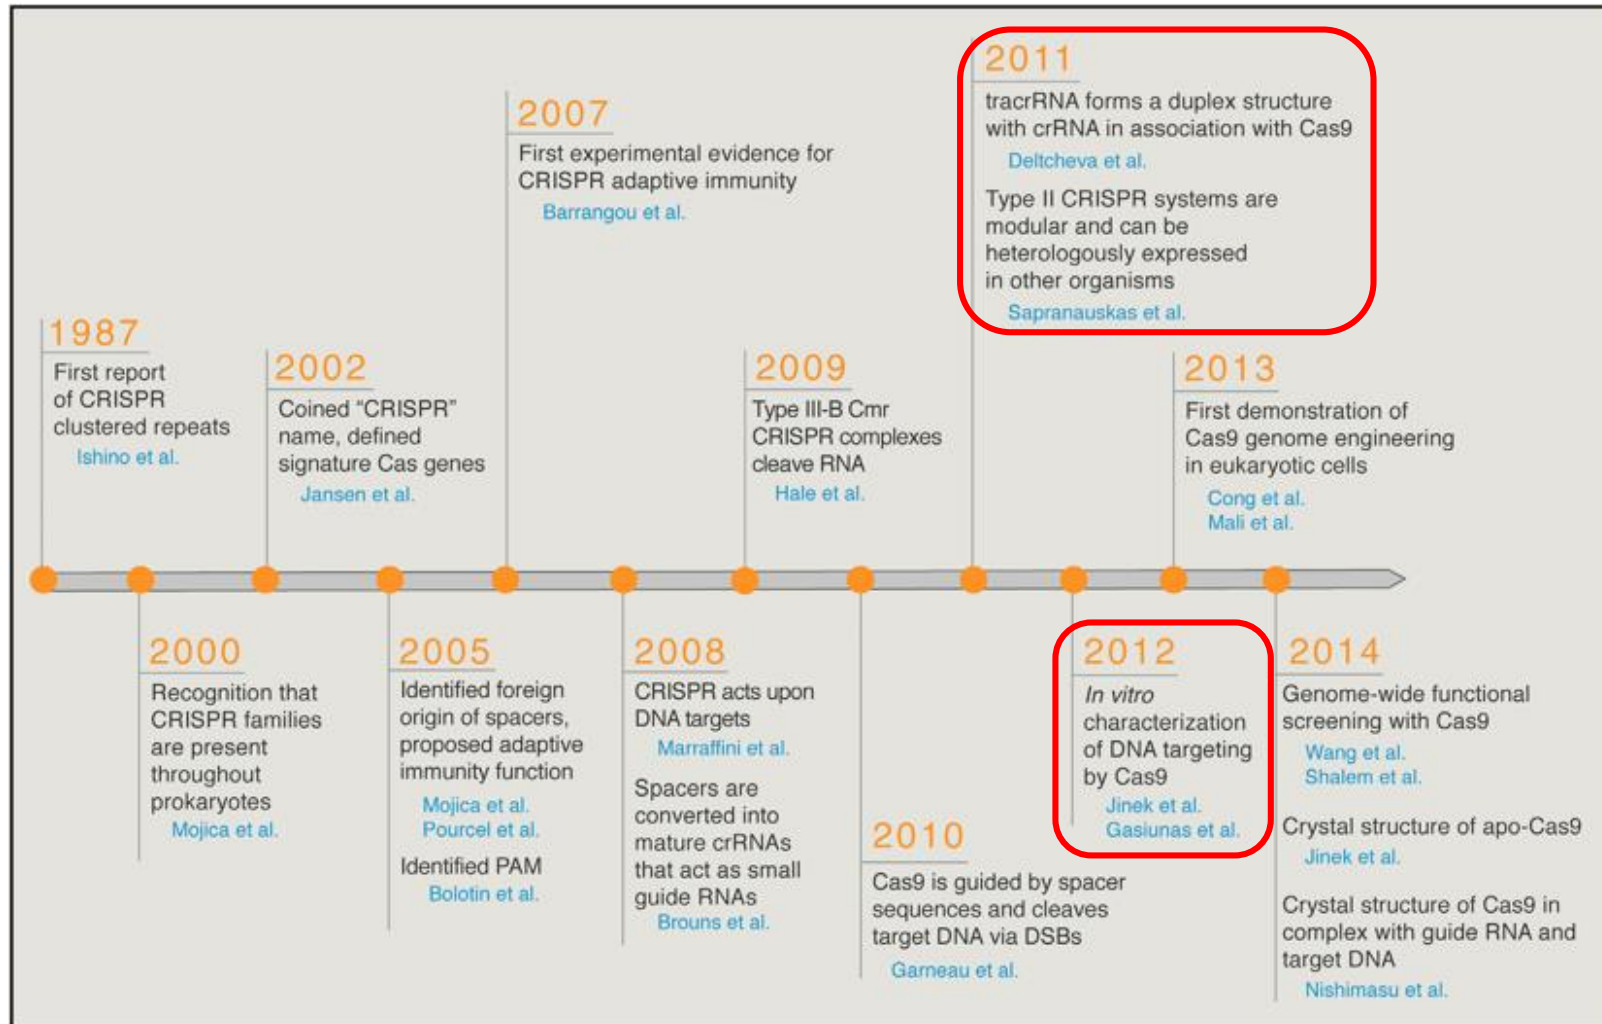 1987
First report
of CRISPR
clustered repeats
Ishino et al.
2000
Recognition that
CRISPR families
are present
throughout
prokaryotes
Mojica et al.
2002
Coined “CRISPR”
name, defined
signature Cas genes
Jansen et al.
2005
Identified foreign
origin of spacers,
proposed adaptive
immunity function
Mojica et al.
Pourcel et al.
Identified PAM
Bolotin et al.
2007
First experimental evidence for
CRISPR adaptive immunity
Barrangou et al.
2008
CRISPR acts upon
DNA targets
Marraffini et al.
Spacers are
converted into
mature crRNAs
that act as small
guide RNAs
Brouns et al.
2009
Type III-B Cmr
CRISPR complexes
cleave RNA
Hale et al.
2010
Cas9 is guided by spacer
sequences and cleaves
target DNA via DSBs
Garneau et al.
2011
tracrRNA forms a duplex structure
with crRNA in association with Cas9
Deltcheva et al.
Type II CRISPR systems are
modular and can be
heterologously expressed
in other organisms
Sapranauskas et al.
2012
In vitro
characterization
of DNA targeting
by Cas9
Jinek et al.
Gasiunas et al.
2013
First demonstration of
Cas9 genome engineering
in eukaryotic cells
Cong et al.
Mali et al.
2014
Genome-wide functional
screening with Cas9
Wang et al.
Shalem et al.
Crystal structure of apo-Cas9
Jinek et al.
Crystal structure of Cas9 in
complex with guide RNA and
target DNA
Nishimasu et al.